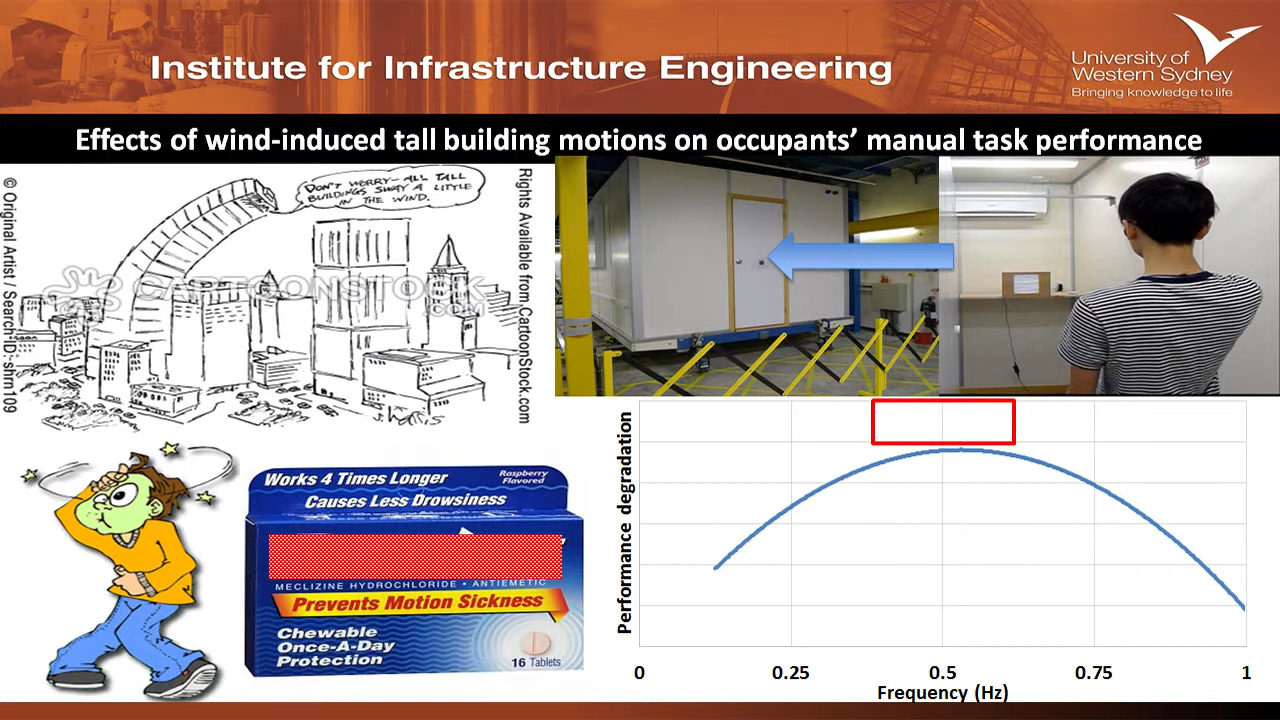 Institute for Infrastructure Engineering
University of
Western Sydney
Bringing knowledge to life
Effects of wind-induced tall building motions on occupants' manual task performance
© Original Artist / Search ID: shrn109
DON'T WORRY—ALL TALL
BUILDINGS SWAY A LITTLE
IN THE WIND.
CARTOONSTOCK
.COM
Rights Available from CartoonStock.com
Works 4 Times Longer
Raspberry
Flavored
Causes Less Drowsiness
MECLIZINE HYDROCHLORIDE • ANTIEMETIC
Prevents Motion Sickness
Chewable
Once-A-Day
Protection
16 Tablets
Performance degradation
0 0.25 0.5 0.75 1
Frequency (Hz)